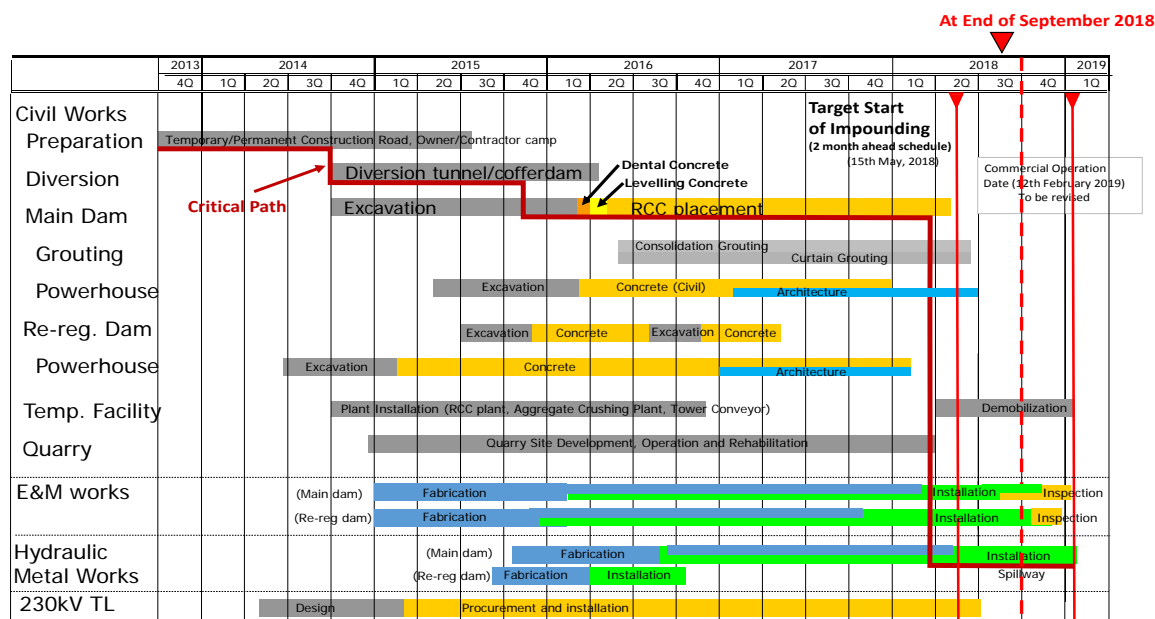 At End of September 2018
2013 2014 2015 2016 2017 2018 2019
4Q 1Q 2Q 3Q 4Q 1Q 2Q 3Q 4Q 1Q 2Q 3Q 4Q 1Q 2Q 3Q 4Q 1Q 2Q 3Q 4Q 1Q
Civil Works
Target Start
of Impounding
(2 month ahead schedule)
(15th May, 2018)
Preparation
Temporary/Permanent Construction Road, Owner/Contractor camp
Dental Concrete
Levelling Concrete
Commercial Operation
Date (12th February 2019)
To be revised
Diversion
Diversion tunnel/cofferdam
Critical Path
Main Dam
Excavation
RCC placement
Grouting
Consolidation Grouting
Curtain Grouting
Powerhouse
Excavation
Concrete (Civil)
Architecture
Re-reg. Dam
Excavation
Concrete
Excavation
Concrete
Powerhouse
Excavation
Concrete
Architecture
Temp. Facility
Plant Installation (RCC plant, Aggregate Crushing Plant, Tower Conveyor)
Demobilization
Quarry
Quarry Site Development, Operation and Rehabilitation
E&M works
(Main dam)
Fabrication
Installation
Inspection
(Re-reg dam)
Fabrication
Installation
Inspection
Hydraulic
Metal Works
(Main dam)
Fabrication
Installation
(Re-reg dam)
Fabrication
Installation
Spillway
230kV TL
Design
Procurement and installation